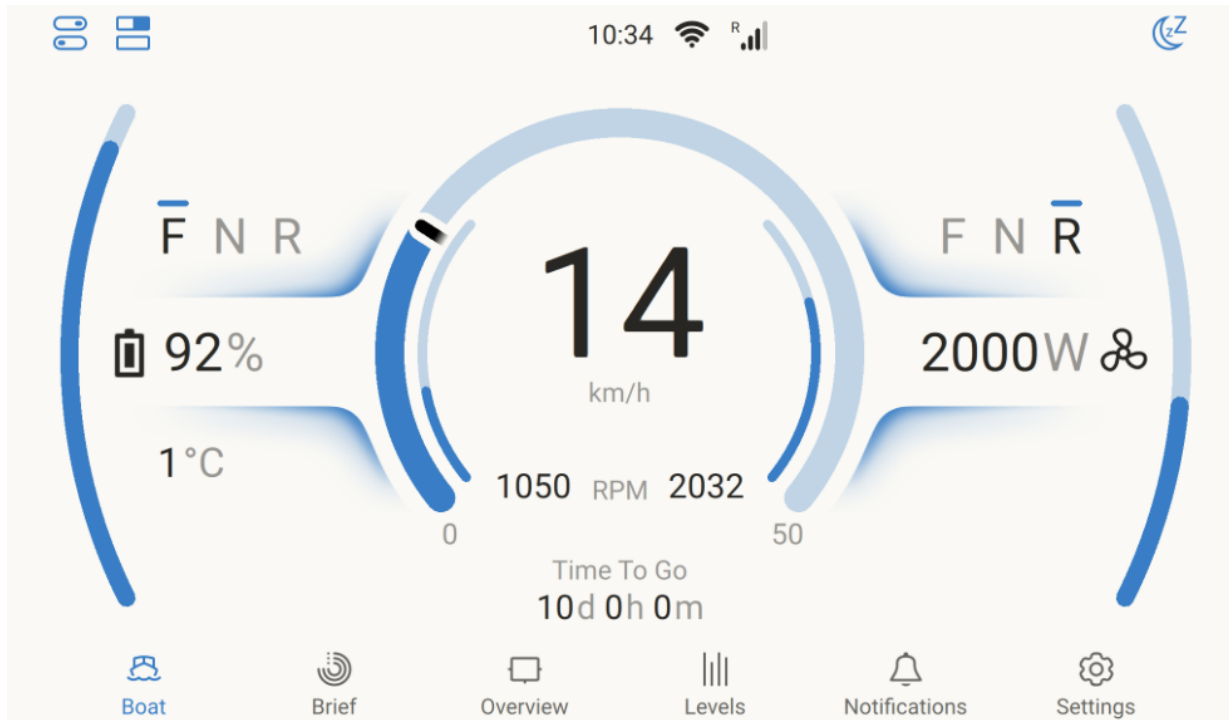 10:34 R
zZ
F N R
F N R
14
92%
2000W
km/h
1°C
1050 RPM 2032
0
50
Time To Go
10d 0h 0m
Boat
Brief
Overview
Levels
Notifications
Settings